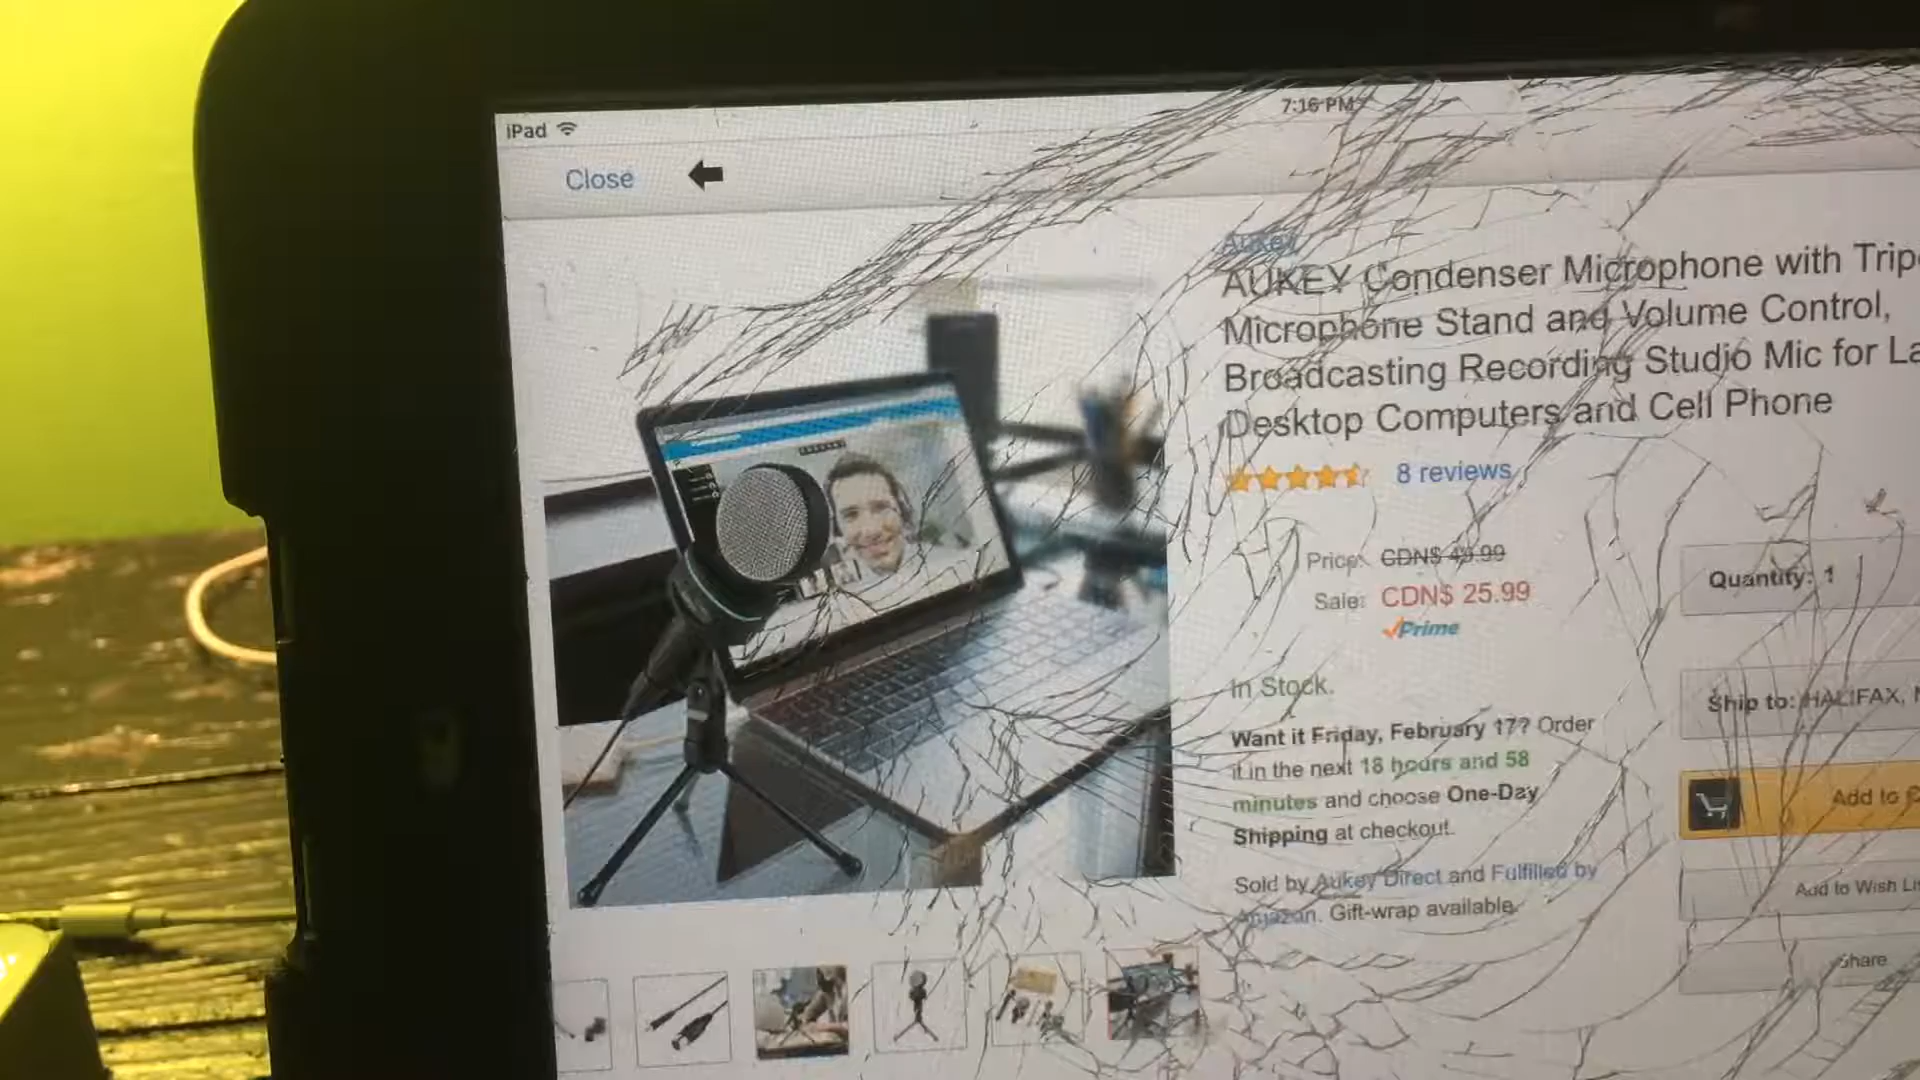 iPad
7:16 PM
Close
Aukey
AUKEY Condenser Microphone with Trip
Microphone Stand and Volume Control,
Broadcasting Recording Studio Mic for La
Desktop Computers and Cell Phone
8 reviews
Price: CDN$ 49.99
Sale: CDN$ 25.99
Prime
Quantity: 1
In Stock.
Ship to: HALIFAX, N
Want it Friday, February 17? Order
it in the next 18 hours and 58
minutes and choose One-Day
Shipping at checkout.
Add to C
Sold by Aukey Direct and Fulfilled by
Amazon. Gift-wrap available.
Add to Wish Li
Share